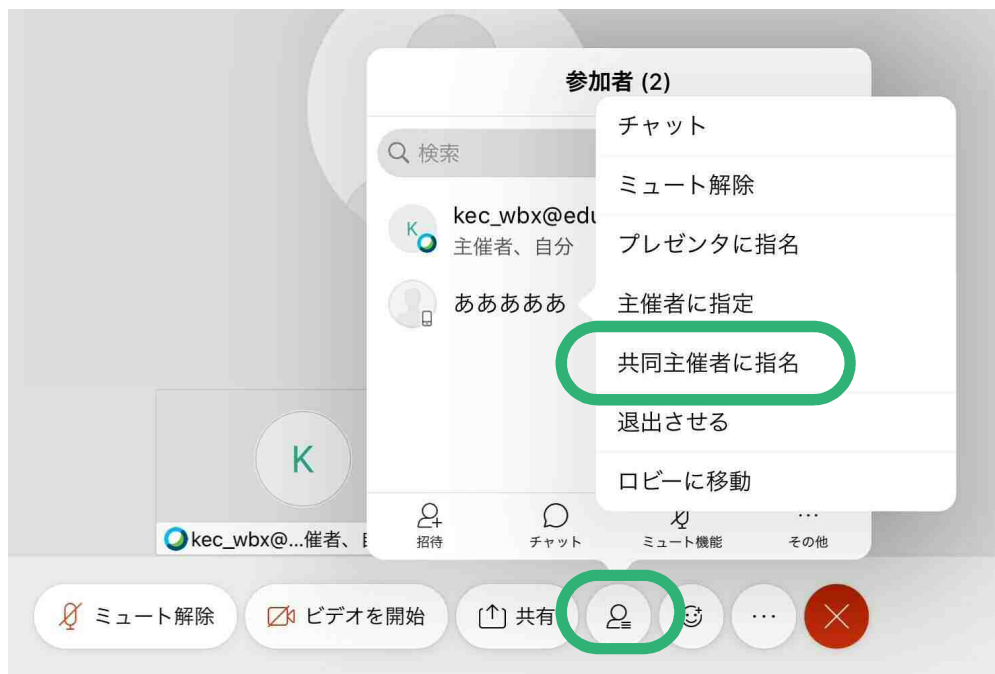 参加者 (2)
検索
K
kec_wbx@edu
主催者、自分
あああああ
チャット
ミュート解除
プレゼンタに指名
主催者に指定
共同主催者に指名
退出させる
ロビーに移動
招待
チャット
ミュート機能
その他
K
kec_wbx@...催者、
ミュート解除
ビデオを開始
共有